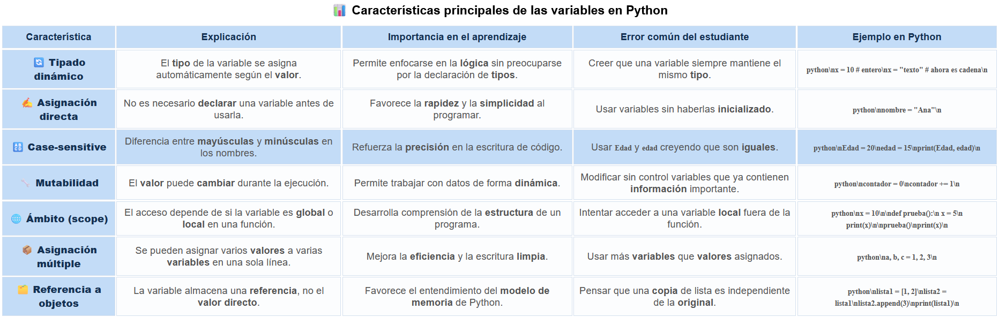 Características principales de las variables en Python
Característica
Explicación
Importancia en el aprendizaje
Error común del estudiante
Ejemplo en Python
Tipado
dinámico
El tipo de la variable se asigna
automáticamente según el valor.
Permite enfocarse en la lógica sin preocuparse
por la declaración de tipos.
Creer que una variable siempre mantiene el
mismo tipo.
python\nx = 10 # entero\nx = "texto" # ahora es cadena\n
Asignación
directa
No es necesario declarar una variable antes de
usarla.
Favorece la rapidez y la simplicidad al
programar.
Usar variables sin haberlas inicializado.
python\nnombre = "Ana"\n
Case-sensitive
Diferencia entre mayúsculas y minúsculas en
los nombres.
Refuerza la precisión en la escritura de código.
Usar Edad y edad creyendo que son iguales.
python\nEdad = 20\nedad = 15\nprint(Edad, edad)\n
Mutabilidad
El valor puede cambiar durante la ejecución.
Permite trabajar con datos de forma dinámica.
Modificar sin control variables que ya contienen
información importante.
python\ncontador = 0\ncontador += 1\n
Ámbito (scope)
El acceso depende de si la variable es global o
local en una función.
Desarrolla comprensión de la estructura de un
programa.
Intentar acceder a una variable local fuera de la
función.
python\nx = 10\n\ndef prueba():\n x = 5\n
print(x)\n\nprueba()\nprint(x)\n
Asignación
múltiple
Se pueden asignar varios valores a varias
variables en una sola línea.
Mejora la eficiencia y la escritura limpia.
Usar más variables que valores asignados.
python\na, b, c = 1, 2, 3\n
Referencia a
objetos
La variable almacena una referencia, no el
valor directo.
Favorece el entendimiento del modelo de
memoria de Python.
Pensar que una copia de lista es independiente
de la original.
python\nlista1 = [1, 2]\nlista2 =
lista1\nlista2.append(3)\nprint(lista1)\n